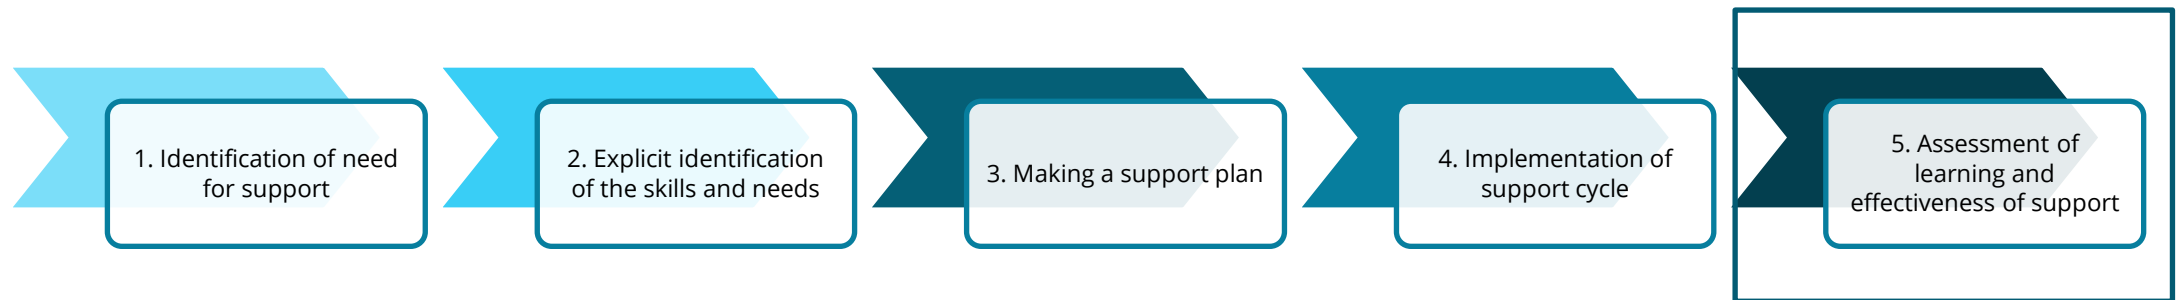 1. Identification of need
for support
2. Explicit identification
of the skills and needs
3. Making a support plan
4. Implementation of
support cycle
5. Assessment of
learning and
effectiveness of support